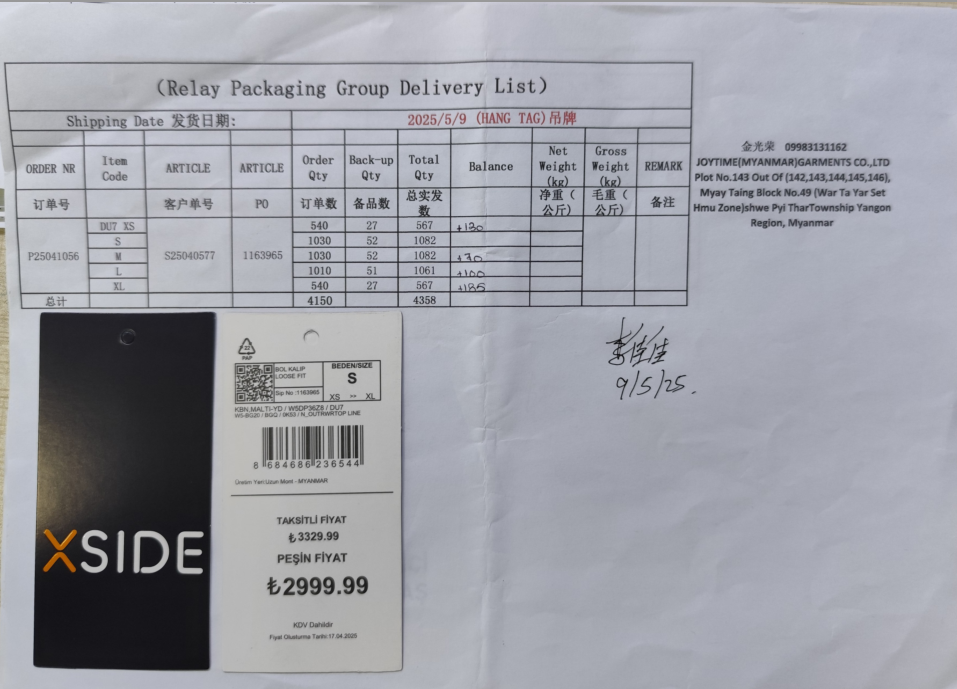 (Relay Packaging Group Delivery List)
Shipping Date 发货日期: 2025/5/9 (HANG TAG)吊牌
ORDER NR Item Code ARTICLE ARTICLE Order Qty Back-up Qty Total Qty Balance Net Weight (kg) Gross Weight (kg) REMARK
订单号 客户单号 PO 订单数 备品数 总实发数 净重(公斤) 毛重(公斤) 备注
P25041056 S25040577 1163965
DU7 XS 540 27 567 +130
S 1030 52 1082
M 1030 52 1082 +70
L 1010 51 1061 +100
XL 540 27 567 +185
总计 4150 4358
金光荣 09983131162
JOYTIME(MYANMAR)GARMENTS CO.,LTD
Plot No.143 Out Of (142,143,144,145,146),
Myay Taing Block No.49 (War Ta Yar Set
Hmu Zone)shwe Pyi TharTownship Yangon
Region, Myanmar
9/5/25.
XSIDE
22
PAP
BOL KALIP
LOOSE FIT
Sip No :1163965
BEDEN/SIZE
S
XS XL
KBN.MALTI-YD / W5DP36Z8 / DU7
W5-BG20 / BGQ / 0K53 / N_OUTRWRTOP LINE
8 684686 236544
Üretim Yeri:Uzun Mont - MYANMAR
TAKSİTLİ FİYAT
₺3329.99
PEŞİN FİYAT
₺2999.99
KDV Dahildir
Fiyat Oluşturma Tarihi:17.04.2025